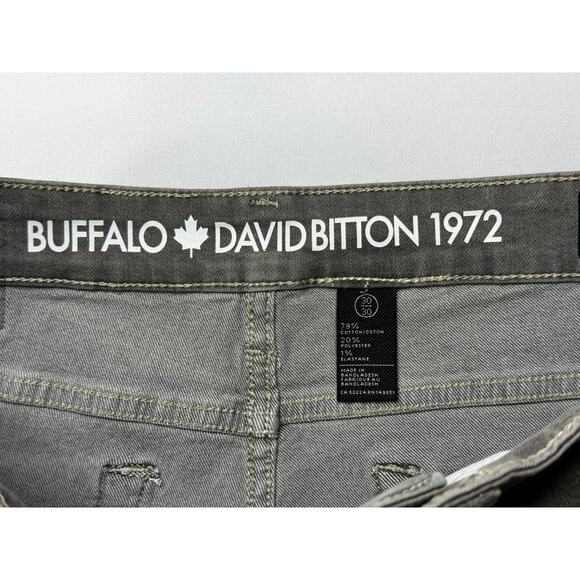 BUFFALO DAVID BITTON 1972
30
30
79%
COTTON/COTON
20%
POLYESTER
1%
ELASTANE
MADE IN
BANGLADESH
FABRIQUÉ AU
BANGLADESH